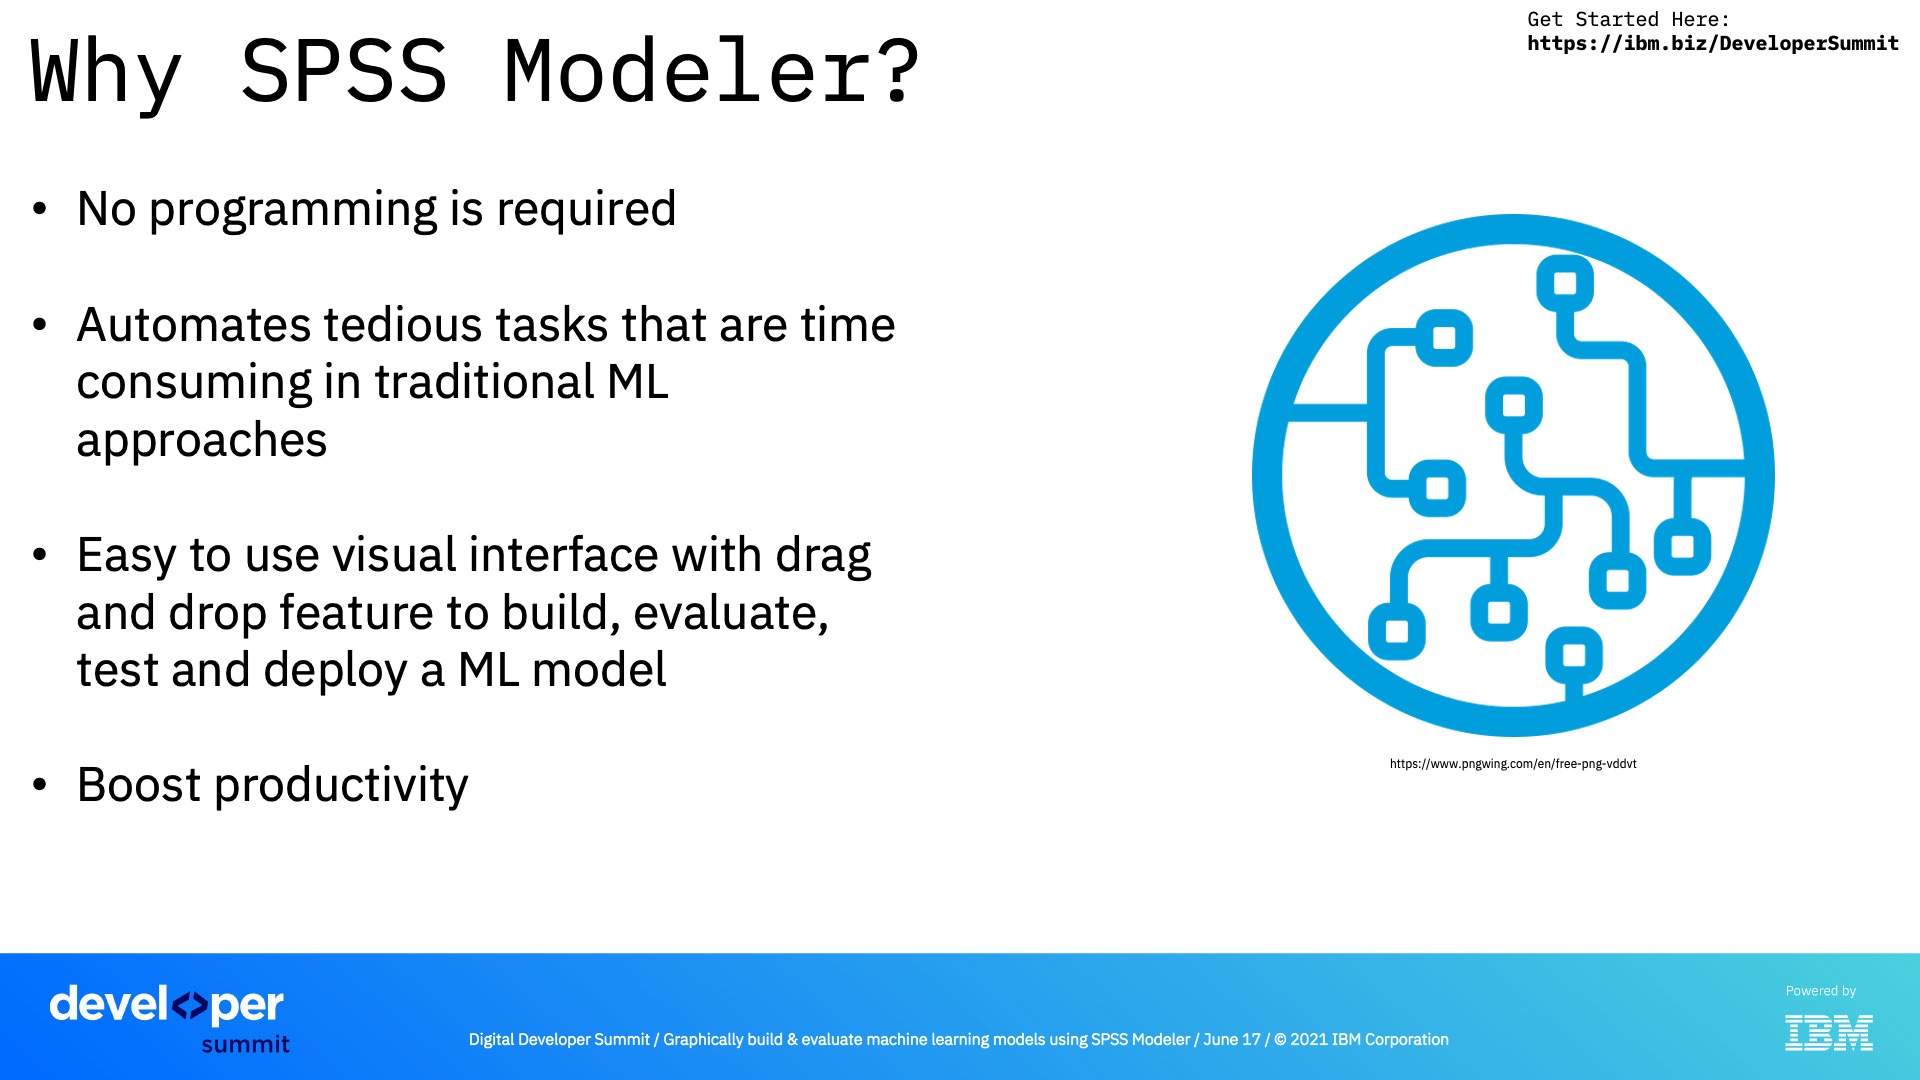 Get Started Here:
https://ibm.biz/DeveloperSummit
Why SPSS Modeler?
• No programming is required
• Automates tedious tasks that are time
consuming in traditional ML
approaches
• Easy to use visual interface with drag
and drop feature to build, evaluate,
test and deploy a ML model
• Boost productivity
https://www.pngwing.com/en/free-png-vddvt
devel<>per
summit
Digital Developer Summit / Graphically build & evaluate machine learning models using SPSS Modeler / June 17 / © 2021 IBM Corporation
Powered by
IBM